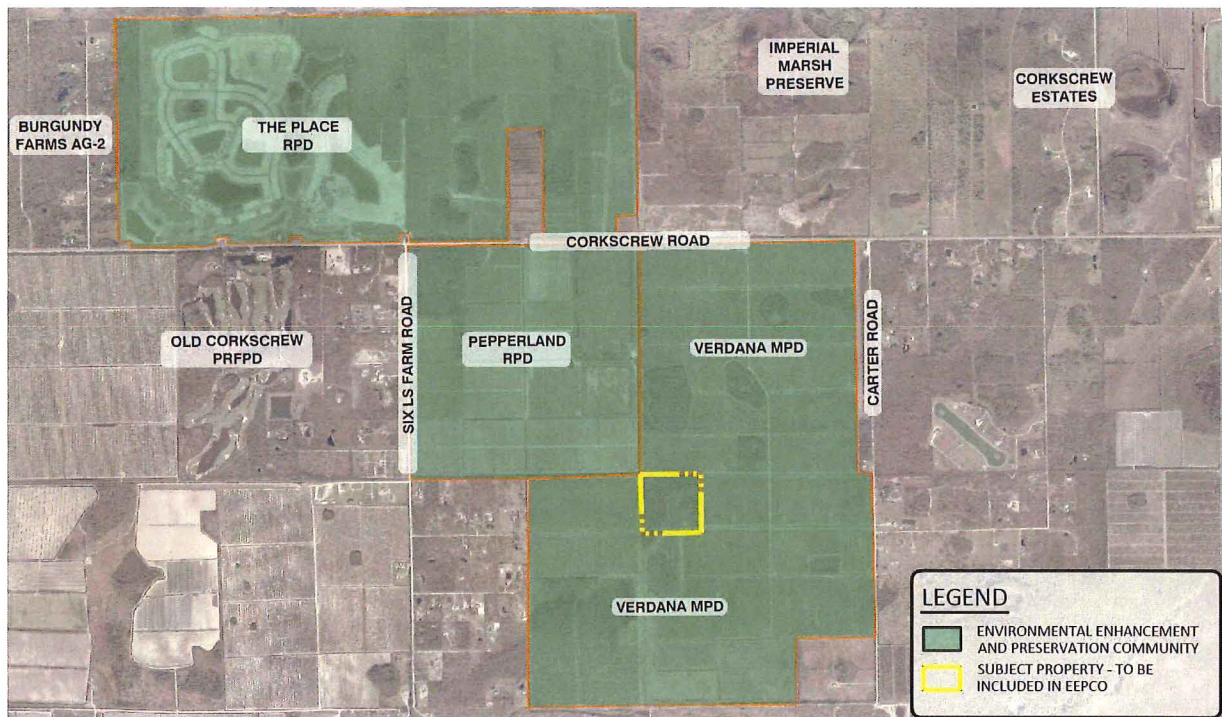 IMPERIAL
MARSH
PRESERVE
CORKSCREW
ESTATES
BURGUNDY
FARMS AG-2
THE PLACE
RPD
CORKSCREW ROAD
OLD CORKSCREW
PRFPD
SIX LS FARM ROAD
PEPPERLAND
RPD
VERDANA MPD
CARTER ROAD
VERDANA MPD
LEGEND
ENVIRONMENTAL ENHANCEMENT
AND PRESERVATION COMMUNITY
SUBJECT PROPERTY - TO BE
INCLUDED IN EEPCO